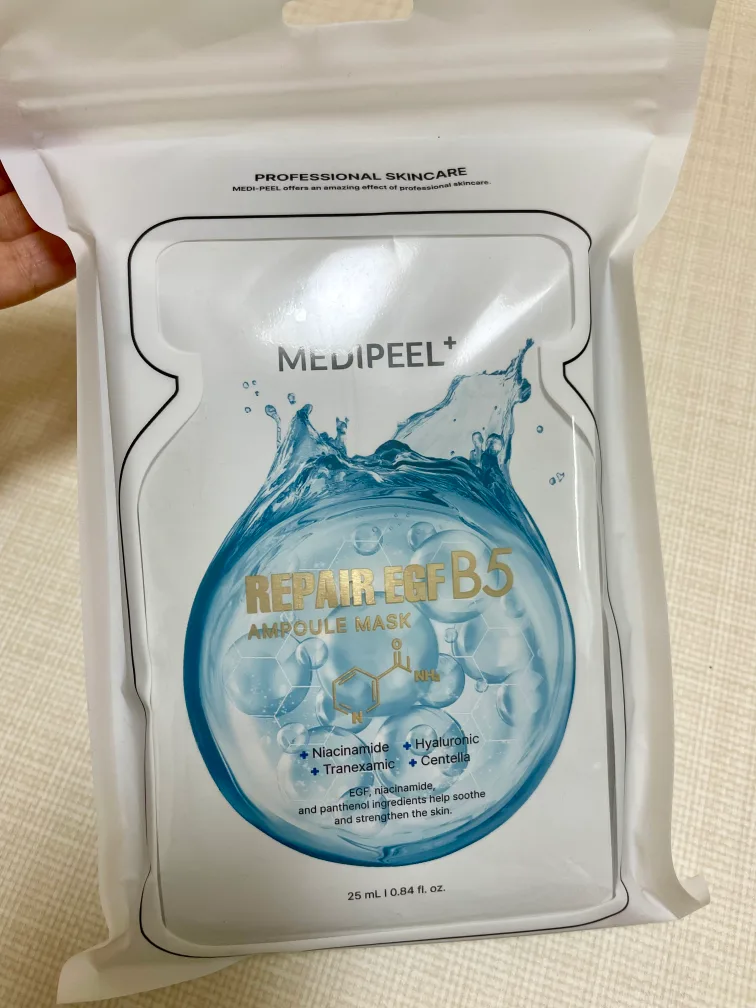 PROFESSIONAL SKINCARE
MEDI-PEEL offers an amazing effect of professional skincare.
MEDIPEEL+
REPAIR EGF B5
AMPOULE MASK
O
NH₂
N
+ Niacinamide + Hyaluronic
+ Tranexamic + Centella
EGF, niacinamide,
and panthenol ingredients help soothe
and strengthen the skin.
25 mL I 0.84 fl. oz.